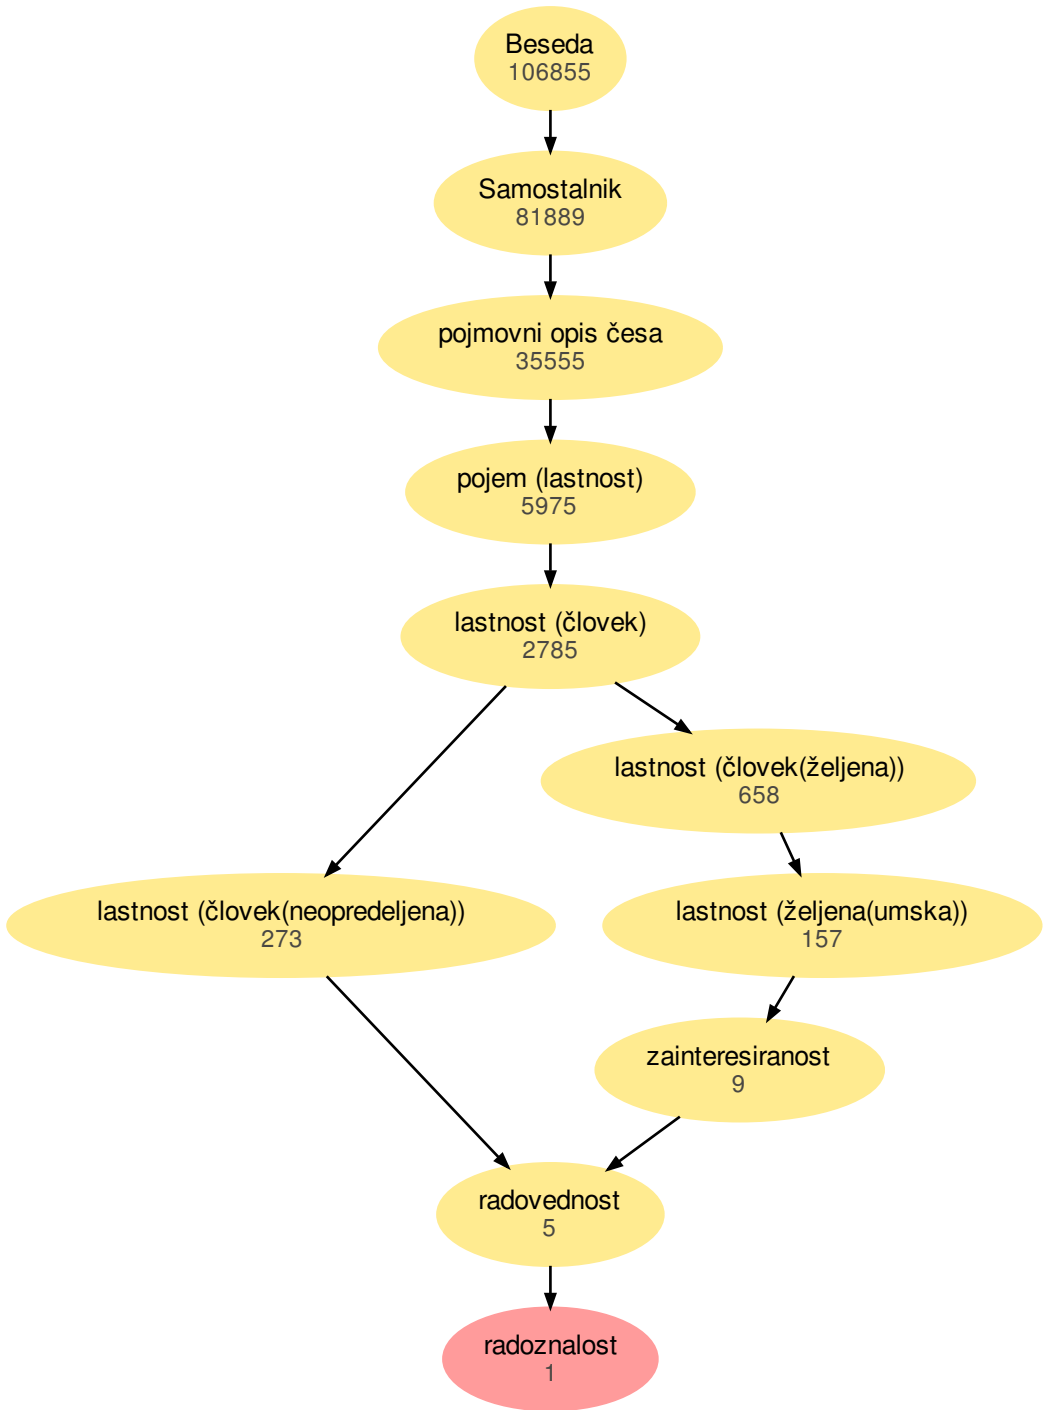 Beseda
106855
Samostalnik
81889
pojmovni opis česa
35555
pojem (lastnost)
5975
lastnost (človek)
2785
lastnost (človek(željena))
658
lastnost (človek(neopredeljena))
273
lastnost (željena(umska))
157
zainteresiranost
9
radovednost
5
radoznalost
1